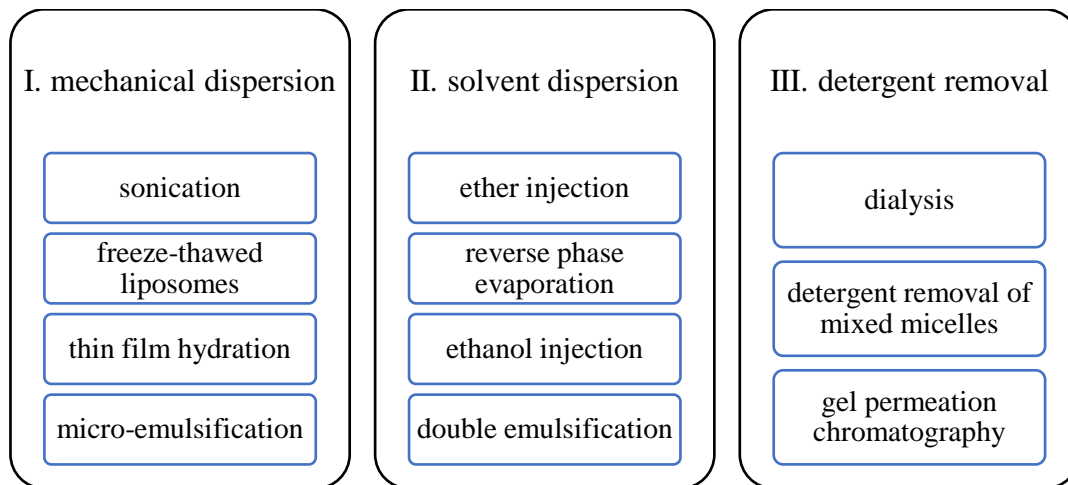 I. mechanical dispersion
sonication
freeze-thawed
liposomes
thin film hydration
micro-emulsification
II. solvent dispersion
ether injection
reverse phase
evaporation
ethanol injection
double emulsification
III. detergent removal
dialysis
detergent removal of
mixed micelles
gel permeation
chromatography